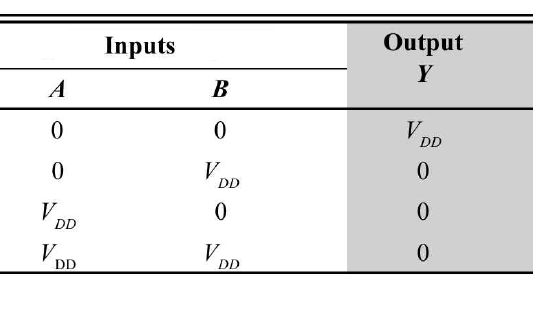 Inputs Output
A B Y
0 0 V_DD
0 V_DD 0
V_DD 0 0
V_DD V_DD 0